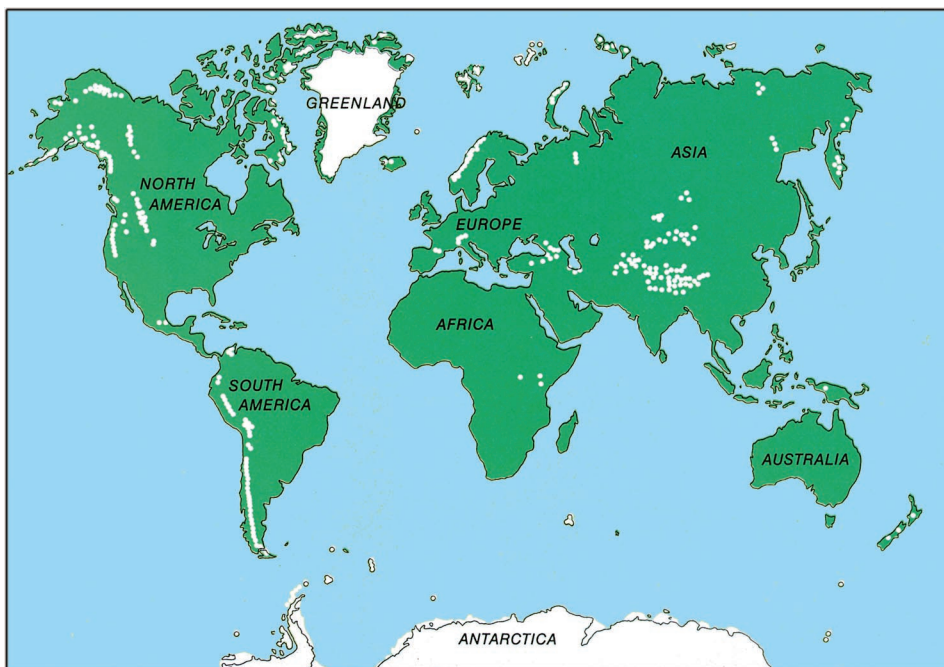 GREENLAND
ASIA
NORTH
AMERICA
EUROPE
AFRICA
SOUTH
AMERICA
AUSTRALIA
ANTARCTICA